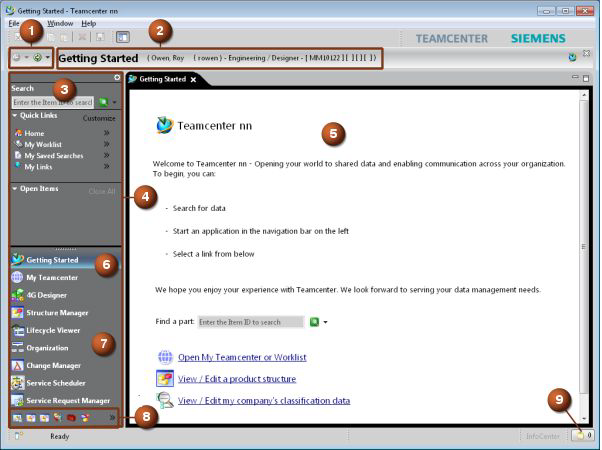 Getting Started - Teamcenter nn
File Window Help
1
2
TEAMCENTER SIEMENS
Getting Started ( Owen, Roy ( rowen ) - Engineering / Designer - [ MM10122 ] [ ] [ ] [ ] )
Getting Started
Search
3
Enter the Item ID to search
Quick Links Customize
Home
My Worklist
My Saved Searches
My Links
Open Items Close All
4
Getting Started
6
My Teamcenter
4G Designer
Structure Manager
Lifecycle Viewer
Organization
7
Change Manager
Service Scheduler
Service Request Manager
8
Teamcenter nn
5
Welcome to Teamcenter nn - Opening your world to shared data and enabling communication across your organization.
To begin, you can:
- Search for data
- Start an application in the navigation bar on the left
- Select a link from below
We hope you enjoy your experience with Teamcenter. We look forward to serving your data management needs.
Find a part: Enter the Item ID to search
Open My Teamcenter or Worklist
View / Edit a product structure
View / Edit my company's classification data
9
Ready
InfoCenter